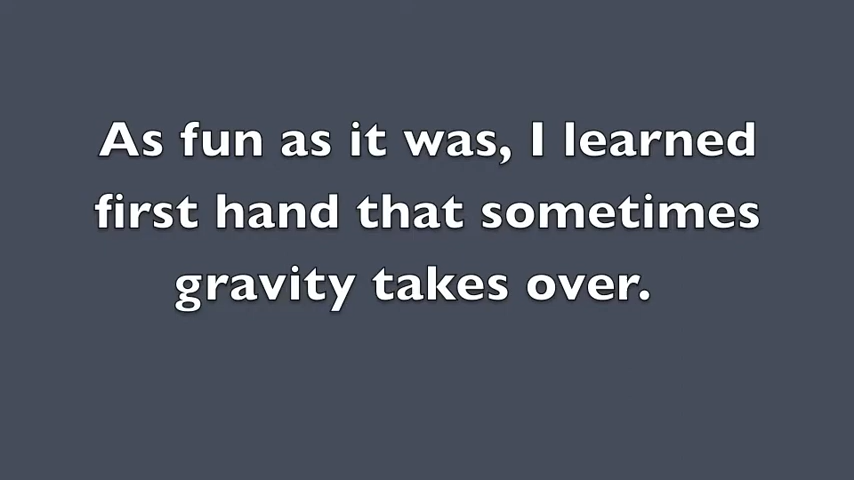 As fun as it was, I learned
first hand that sometimes
gravity takes over.